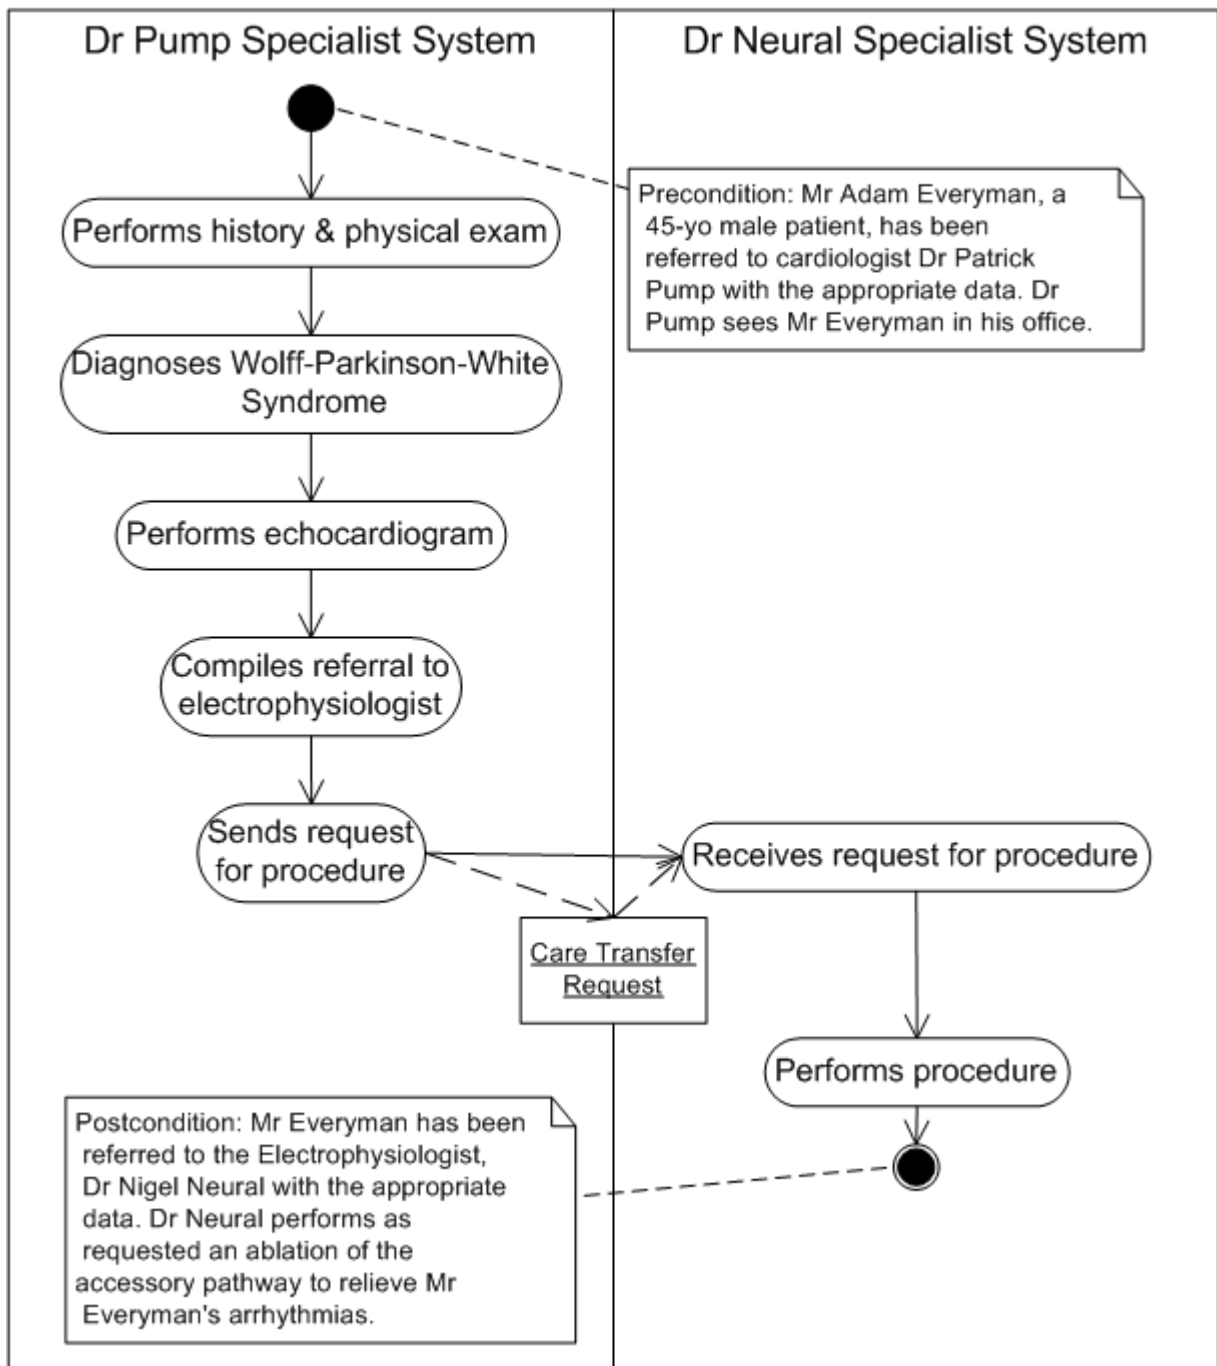 Dr Pump Specialist System
Dr Neural Specialist System
Precondition: Mr Adam Everyman, a
45-yo male patient, has been
referred to cardiologist Dr Patrick
Pump with the appropriate data. Dr
Pump sees Mr Everyman in his office.
Performs history & physical exam
Diagnoses Wolff-Parkinson-White
Syndrome
Performs echocardiogram
Compiles referral to
electrophysiologist
Sends request
for procedure
Receives request for procedure
Care Transfer
Request
Performs procedure
Postcondition: Mr Everyman has been
referred to the Electrophysiologist,
Dr Nigel Neural with the appropriate
data. Dr Neural performs as
requested an ablation of the
accessory pathway to relieve Mr
Everyman's arrhythmias.